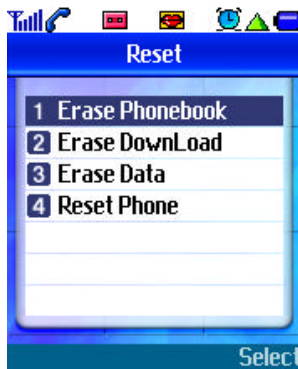 Reset
1 Erase Phonebook
2 Erase DownLoad
3 Erase Data
4 Reset Phone
Select